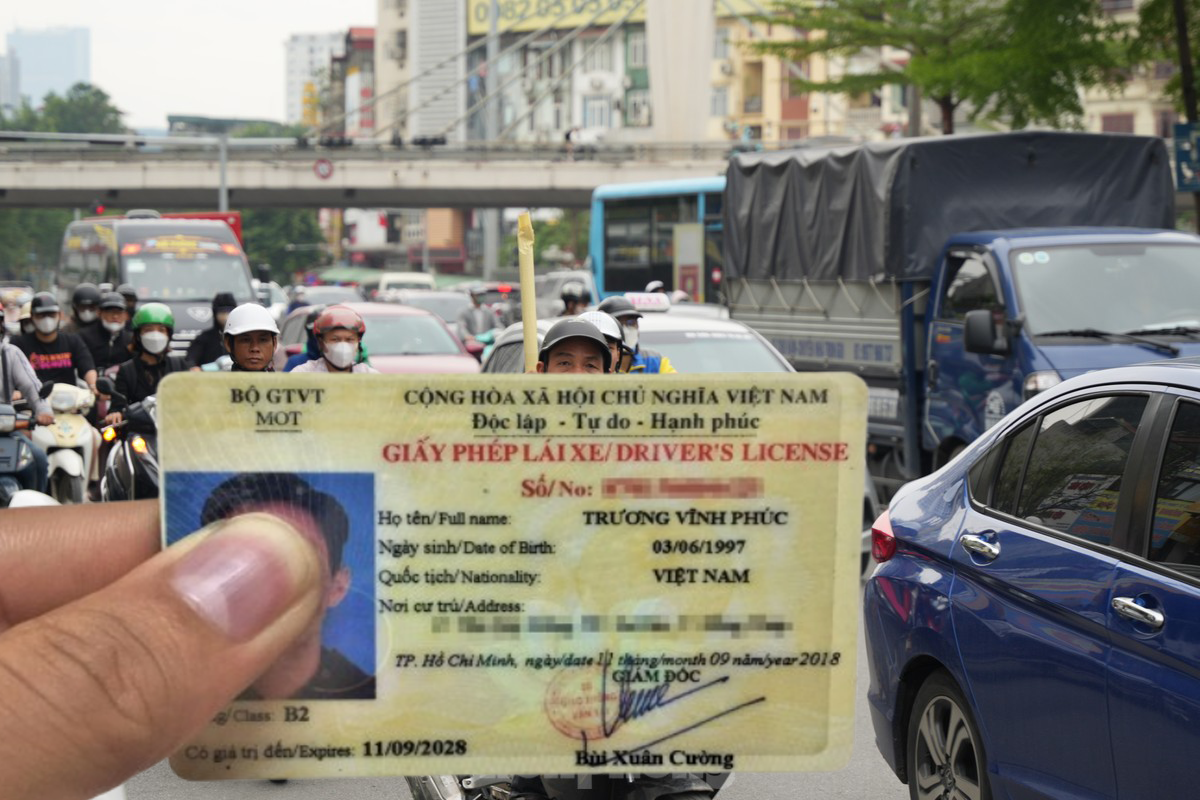 0982.05.05.05
BỘ GTVT
MOT
CỘNG HÒA XÃ HỘI CHỦ NGHĨA VIỆT NAM
Độc lập - Tự do - Hạnh phúc
GIẤY PHÉP LÁI XE/DRIVER'S LICENSE
Số/No:
Họ tên/Full name: TRƯƠNG VĨNH PHÚC
Ngày sinh/Date of Birth: 03/06/1997
Quốc tịch/Nationality: VIỆT NAM
Nơi cư trú/Address:
TP. Hồ Chí Minh, ngày/date 11 tháng/month 09 năm/year 2018
GIÁM ĐỐC
g/Class: B2
Có giá trị đến/Expires: 11/09/2028
Bùi Xuân Cường